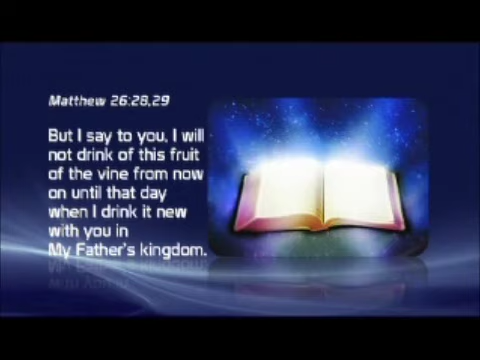 Matthew 26:28,29
But I say to you, I will
not drink of this fruit
of the vine from now
on until that day
when I drink it new
with you in
My Father's kingdom.